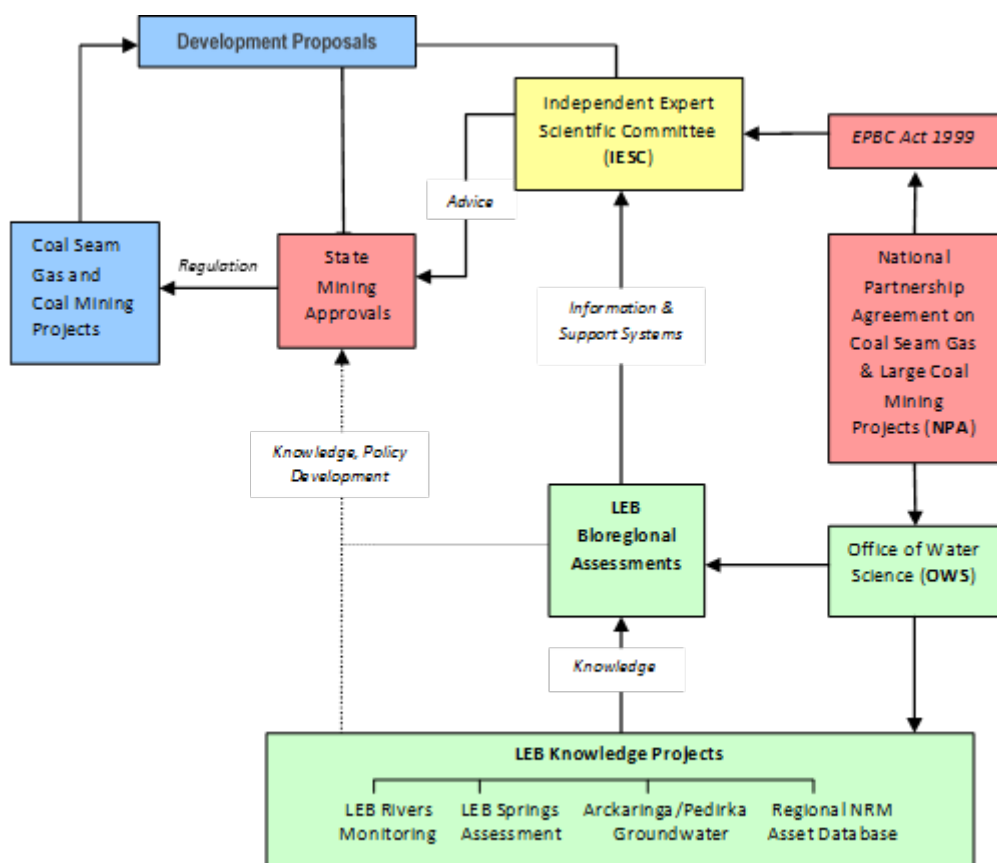 Development Proposals
Independent Expert
Scientific Committee
(IESC)
EPBC Act 1999
Advice
Coal Seam
Gas and
Coal Mining
Projects
Regulation
State
Mining
Approvals
National
Partnership
Agreement on
Coal Seam Gas
& Large Coal
Mining
Projects (NPA)
Information &
Support Systems
Knowledge, Policy
Development
LEB
Bioregional
Assessments
Office of Water
Science (OWS)
Knowledge
LEB Knowledge Projects
LEB Rivers
Monitoring
LEB Springs
Assessment
Arckaringa/Pedirka
Groundwater
Regional NRM
Asset Database